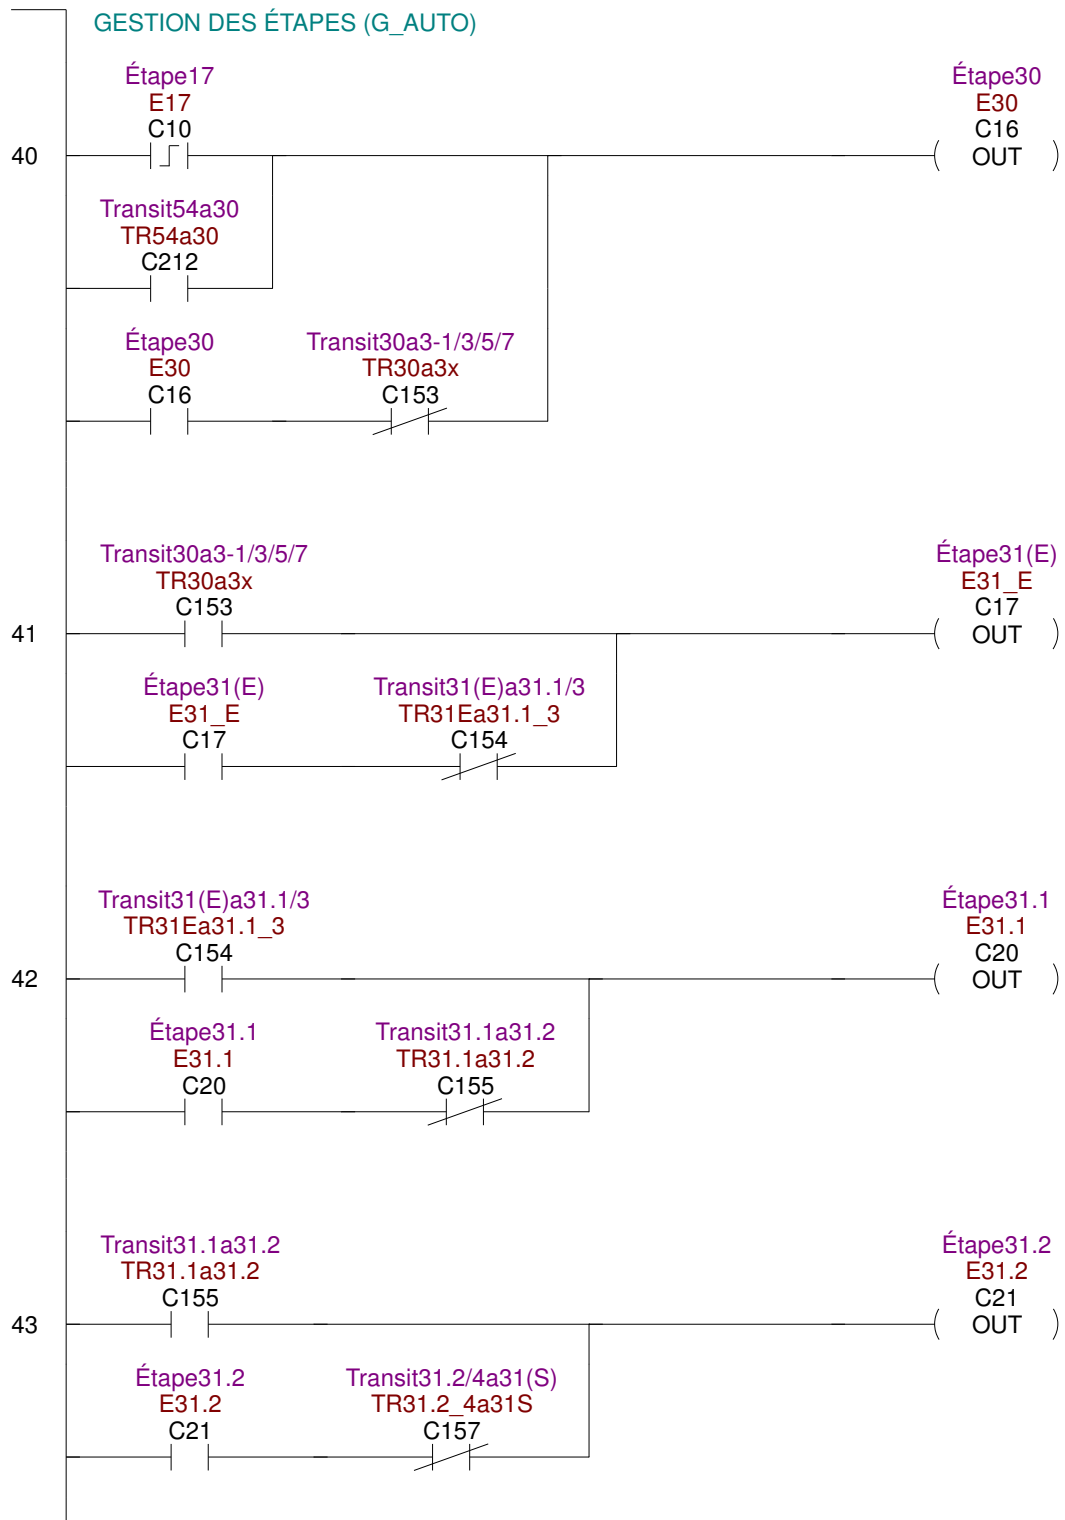 GESTION DES ÉTAPES (G_AUTO)
Étape17
E17
C10
Étape30
E30
C16
OUT
40
Transit54a30
TR54a30
C212
Étape30
E30
C16
Transit30a3-1/3/5/7
TR30a3x
C153
Transit30a3-1/3/5/7
TR30a3x
C153
Étape31(E)
E31_E
C17
OUT
41
Étape31(E)
E31_E
C17
Transit31(E)a31.1/3
TR31Ea31.1_3
C154
Transit31(E)a31.1/3
TR31Ea31.1_3
C154
Étape31.1
E31.1
C20
OUT
42
Étape31.1
E31.1
C20
Transit31.1a31.2
TR31.1a31.2
C155
Transit31.1a31.2
TR31.1a31.2
C155
Étape31.2
E31.2
C21
OUT
43
Étape31.2
E31.2
C21
Transit31.2/4a31(S)
TR31.2_4a31S
C157